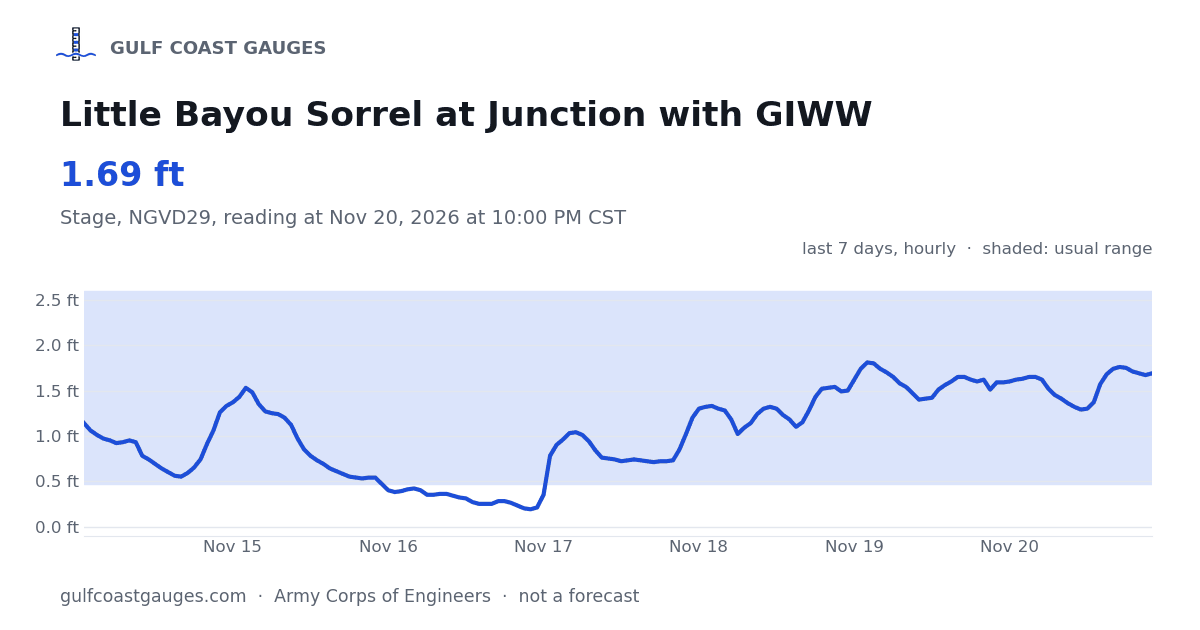 GULF COAST GAUGES
Little Bayou Sorrel at Junction with GIWW
1.69 ft
Stage, NGVD29, reading at Nov 20, 2026 at 10:00 PM CST
last 7 days, hourly · shaded: usual range
2.5 ft
2.0 ft
1.5 ft
1.0 ft
0.5 ft
0.0 ft
Nov 15 Nov 16 Nov 17 Nov 18 Nov 19 Nov 20
gulfcoastgauges.com · Army Corps of Engineers · not a forecast